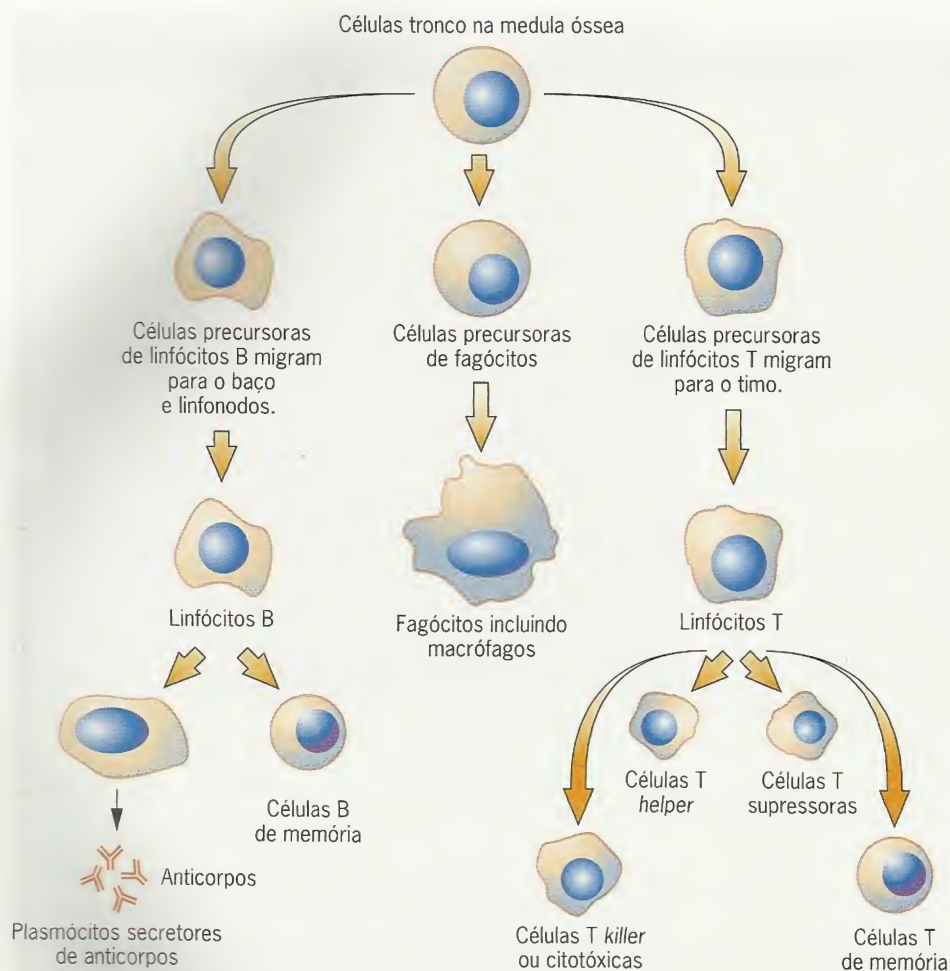 Células tronco na medula óssea
Células precursoras
de linfócitos B migram
para o baço
e linfonodos.
Células precursoras
de fagócitos
Células precursoras
de linfócitos T migram
para o timo.
Linfócitos B
Fagócitos incluindo
macrófagos
Linfócitos T
Células B
de memória
Células T
helper
Células T
supressoras
Anticorpos
Plasmócitos secretores
de anticorpos
Células T killer
ou citotóxicas
Células T
de memória